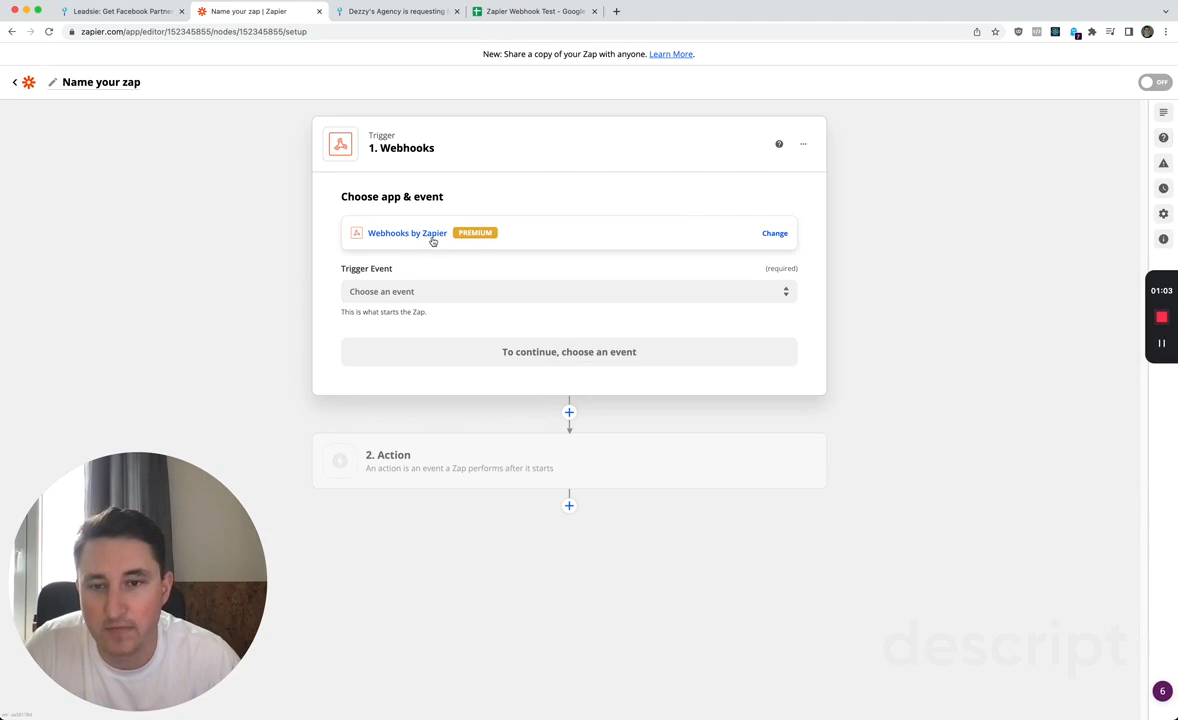 Leadsie: Get Facebook Partner
Name your zap | Zapier
Dezzy's Agency is requesting
Zapier Webhook Test - Google
zapier.com/app/editor/152345855/nodes/152345855/setup
New: Share a copy of your Zap with anyone. Learn More.
Name your zap
OFF
Trigger
1. Webhooks
Choose app & event
Webhooks by Zapier PREMIUM Change
Trigger Event (required)
Choose an event
This is what starts the Zap.
To continue, choose an event
01:03
2. Action
An action is an event a Zap performs after it starts
descript
6